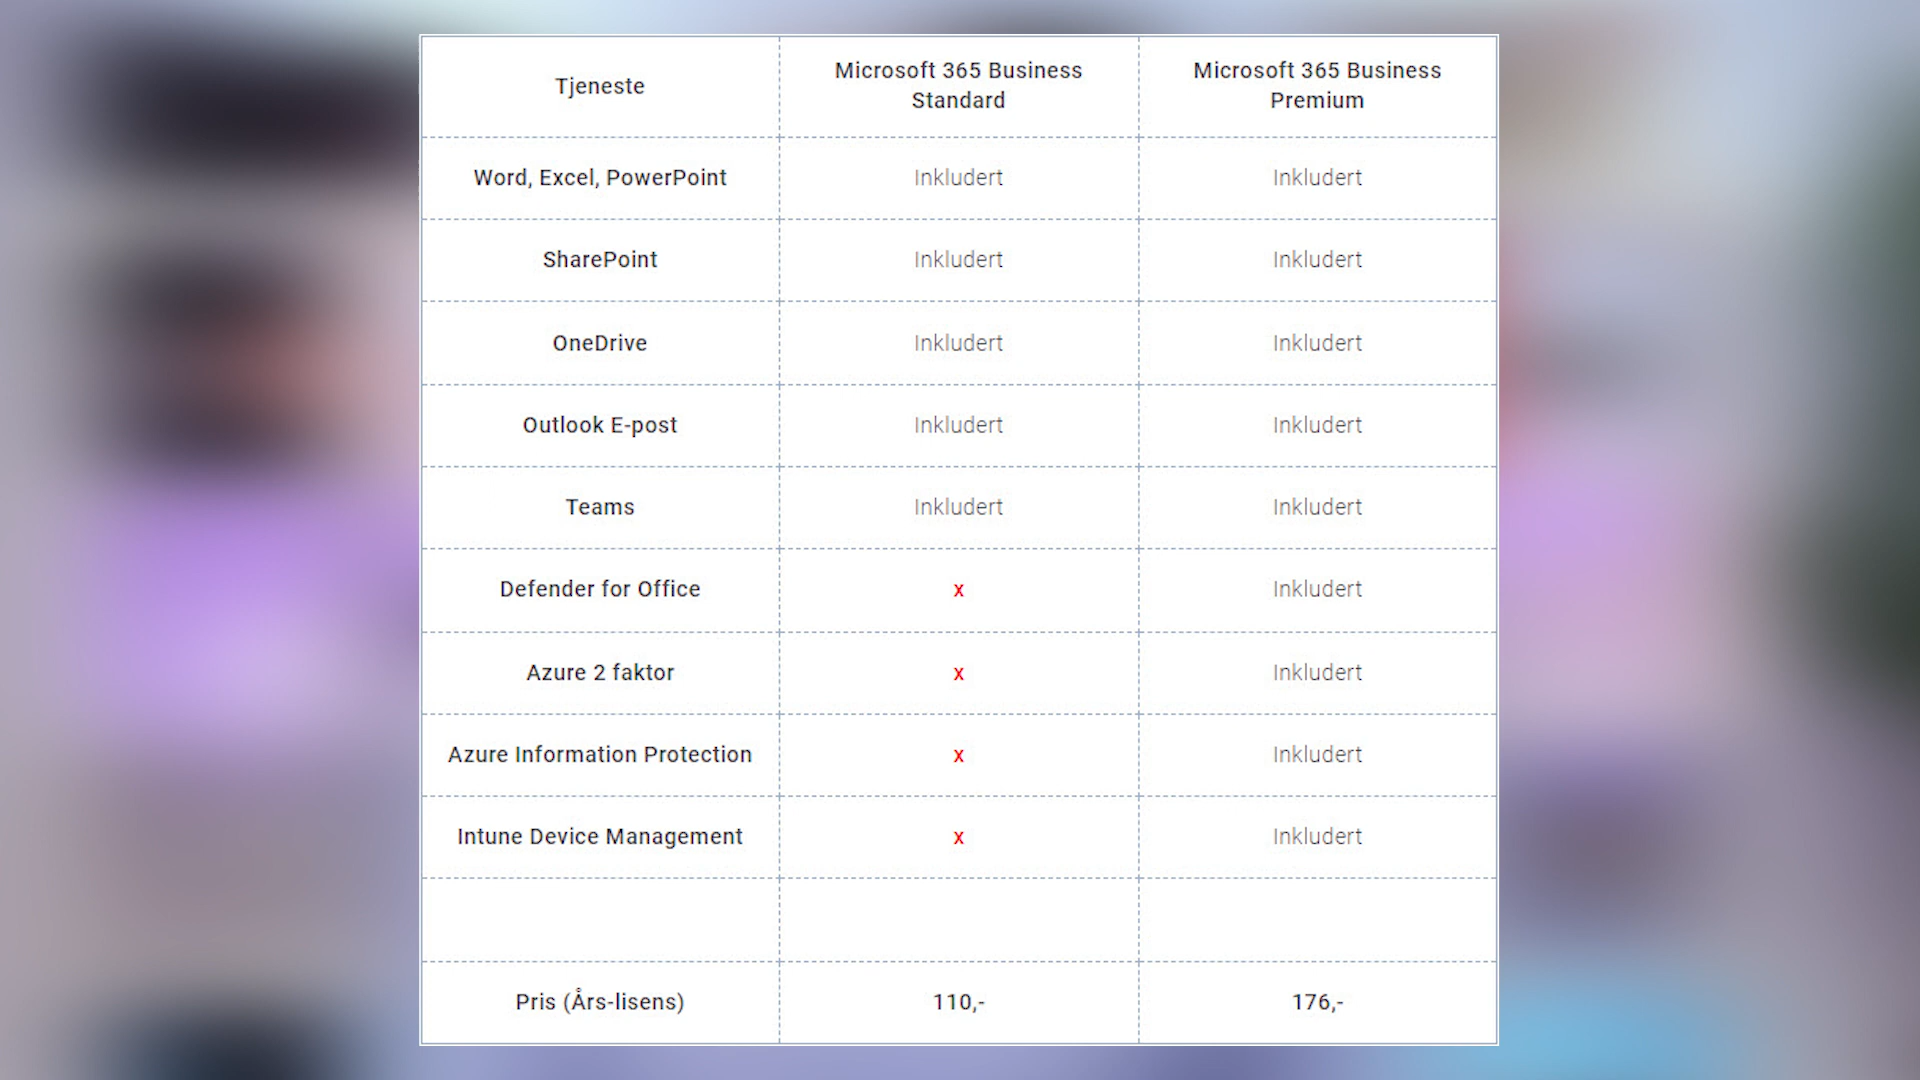 Tjeneste
Microsoft 365 Business
Standard
Microsoft 365 Business
Premium
Word, Excel, PowerPoint
Inkludert
Inkludert
SharePoint
Inkludert
Inkludert
OneDrive
Inkludert
Inkludert
Outlook E-post
Inkludert
Inkludert
Teams
Inkludert
Inkludert
Defender for Office
x
Inkludert
Azure 2 faktor
x
Inkludert
Azure Information Protection
x
Inkludert
Intune Device Management
x
Inkludert
Pris (Års-lisens)
110,-
176,-